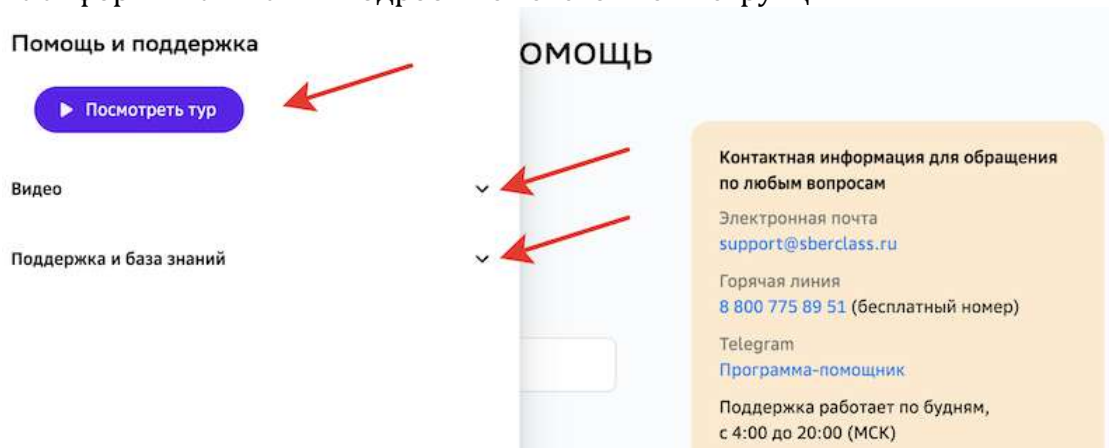 Помощь и поддержка
Посмотреть тур
Видео
Поддержка и база знаний
омощь
Контактная информация для обращения
по любым вопросам
Электронная почта
support@sberclass.ru
Горячая линия
8 800 775 89 51 (бесплатный номер)
Telegram
Программа-помощник
Поддержка работает по будням,
с 4:00 до 20:00 (МСК)